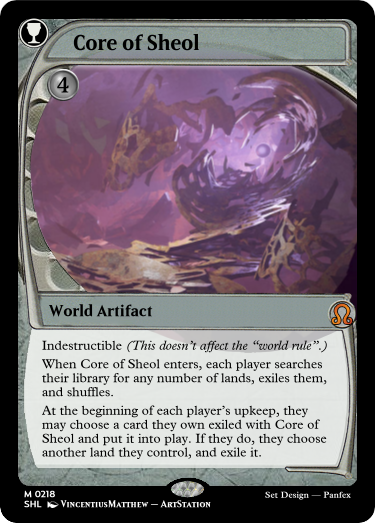 Core of Sheol
4
World Artifact
Indestructible (This doesn't affect the “world rule”.)
When Core of Sheol enters, each player searches
their library for any number of lands, exiles them,
and shuffles.
At the beginning of each player's upkeep, they
may choose a card they own exiled with Core of
Sheol and put it into play. If they do, they choose
another land they control, and exile it.
M 0218
SHL VincentiusMatthew — ArtStation
Set Design — Panfex